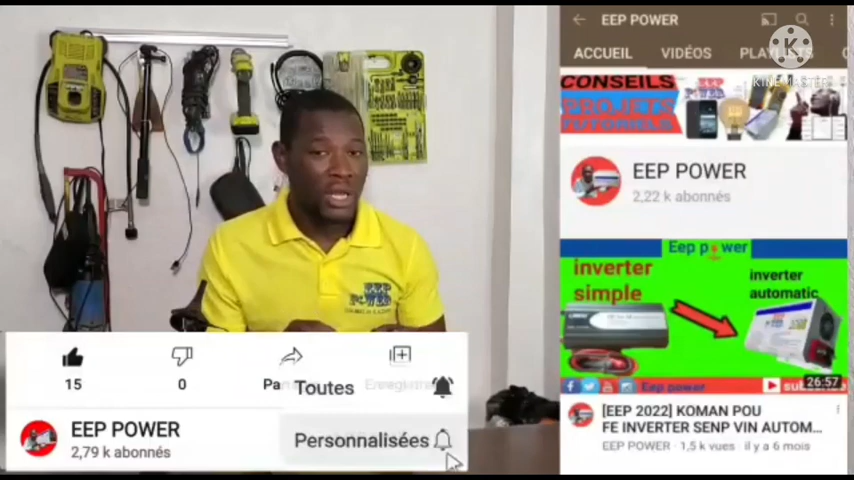 EEP POWER
ACCUEIL VIDÉOS PLAYLISTS
KINEMASTER
CONSEILS
PROJETS
TUTORIELS
EEP POWER
2,22 k abonnés
Eep power
inverter
simple
inverter
automatic
Eep power
26:57
[EEP 2022] KOMAN POU
FE INVERTER SENP VIN AUTOM...
EEP POWER · 1,5 k vues · il y a 6 mois
EEP
POWER
15
0
Toutes
Personnalisées
EEP POWER
2,79 k abonnés